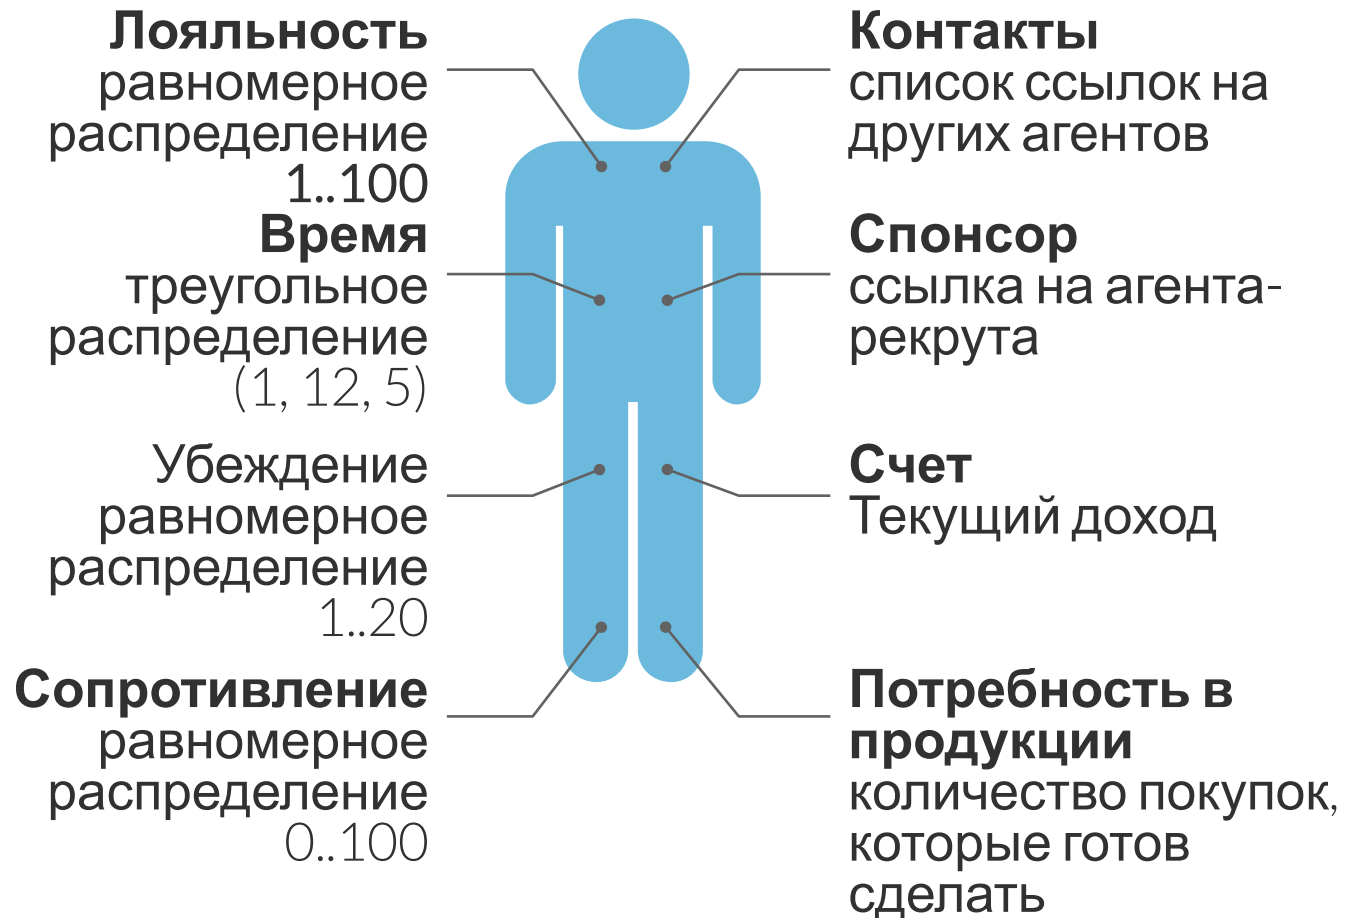 Лояльность
равномерное
распределение
1..100
Время
треугольное
распределение
(1, 12, 5)
Убеждение
равномерное
распределение
1..20
Сопротивление
равномерное
распределение
0..100
Контакты
список ссылок на
других агентов
Спонсор
ссылка на агента-
рекрута
Счет
Текущий доход
Потребность в
продукции
количество покупок,
которые готов
сделать